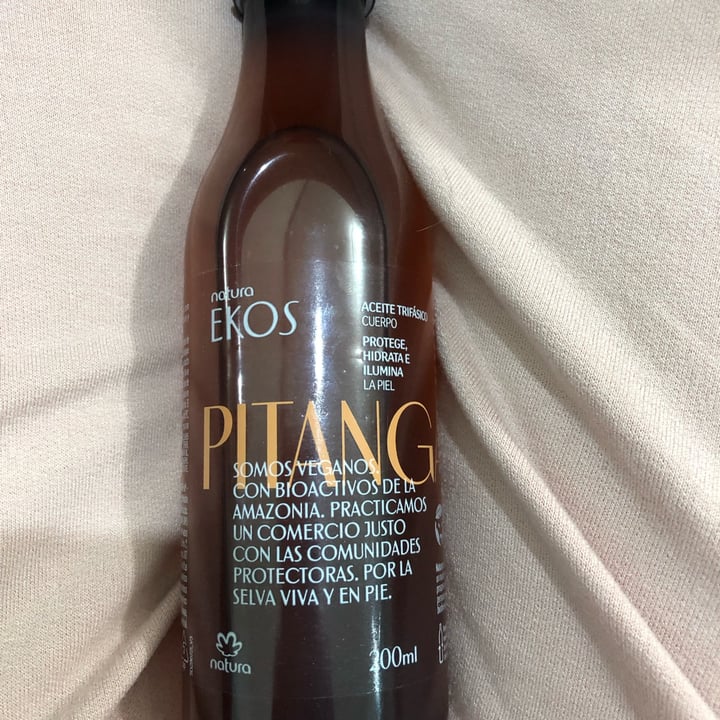 natura
EKOS
ACEITE TRIFÁSICO
CUERPO
PROTEGE,
HIDRATA E
ILUMINA
LA PIEL
PITANG
SOMOS VEGANOS.
CON BIOACTIVOS DE LA
AMAZONIA. PRACTICAMOS
UN COMERCIO JUSTO
CON LAS COMUNIDADES
PROTECTORAS. POR LA
SELVA VIVA Y EN PIE.
natura
200ml